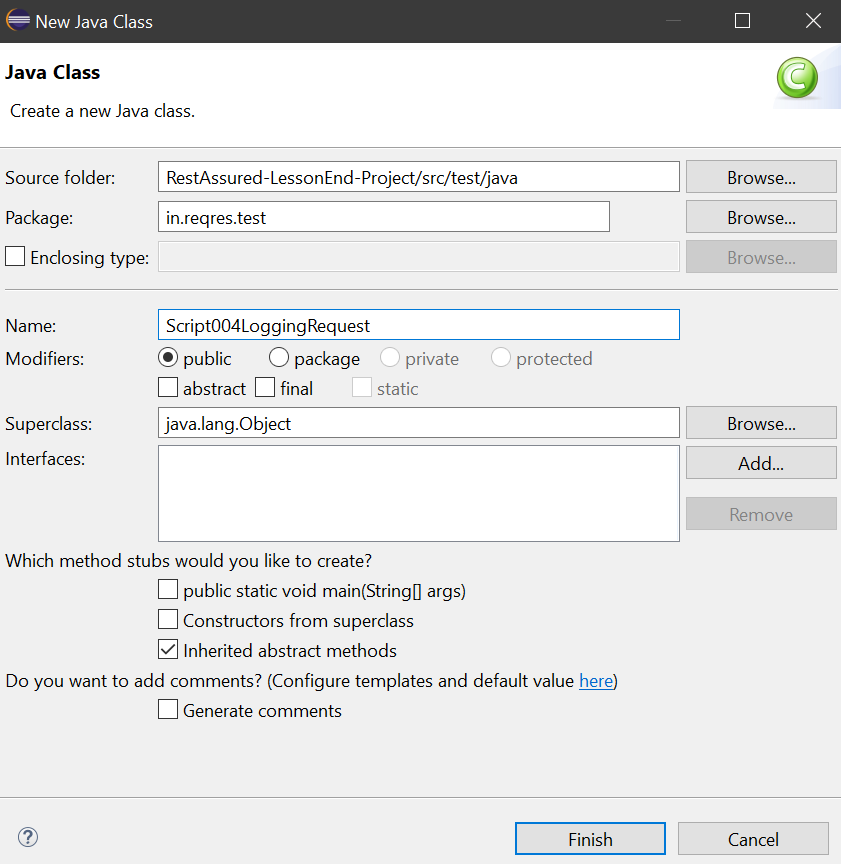 New Java Class
Java Class
Create a new Java class.
Source folder: RestAssured-LessonEnd-Project/src/test/java Browse...
Package: in.reqres.test Browse...
Enclosing type: Browse...
Name: Script004LoggingRequest
Modifiers: public package private protected
abstract final static
Superclass: java.lang.Object Browse...
Interfaces: Add...
Remove
Which method stubs would you like to create?
public static void main(String[] args)
Constructors from superclass
Inherited abstract methods
Do you want to add comments? (Configure templates and default value here)
Generate comments
? Finish Cancel